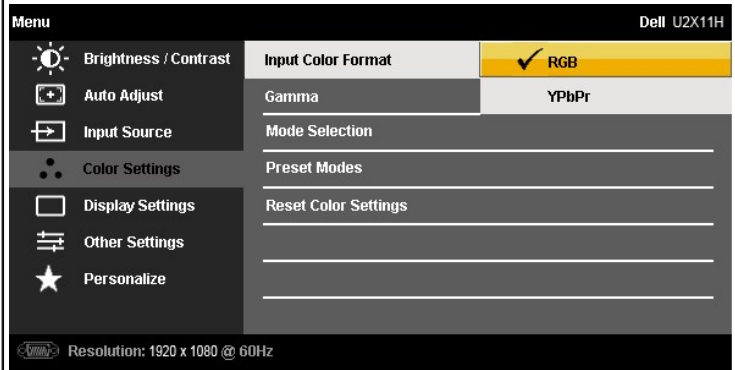 Menu Dell U2X11H
Brightness / Contrast Input Color Format RGB
Auto Adjust Gamma YPbPr
Input Source Mode Selection
Color Settings Preset Modes
Display Settings Reset Color Settings
Other Settings
Personalize
Resolution: 1920 x 1080 @ 60Hz